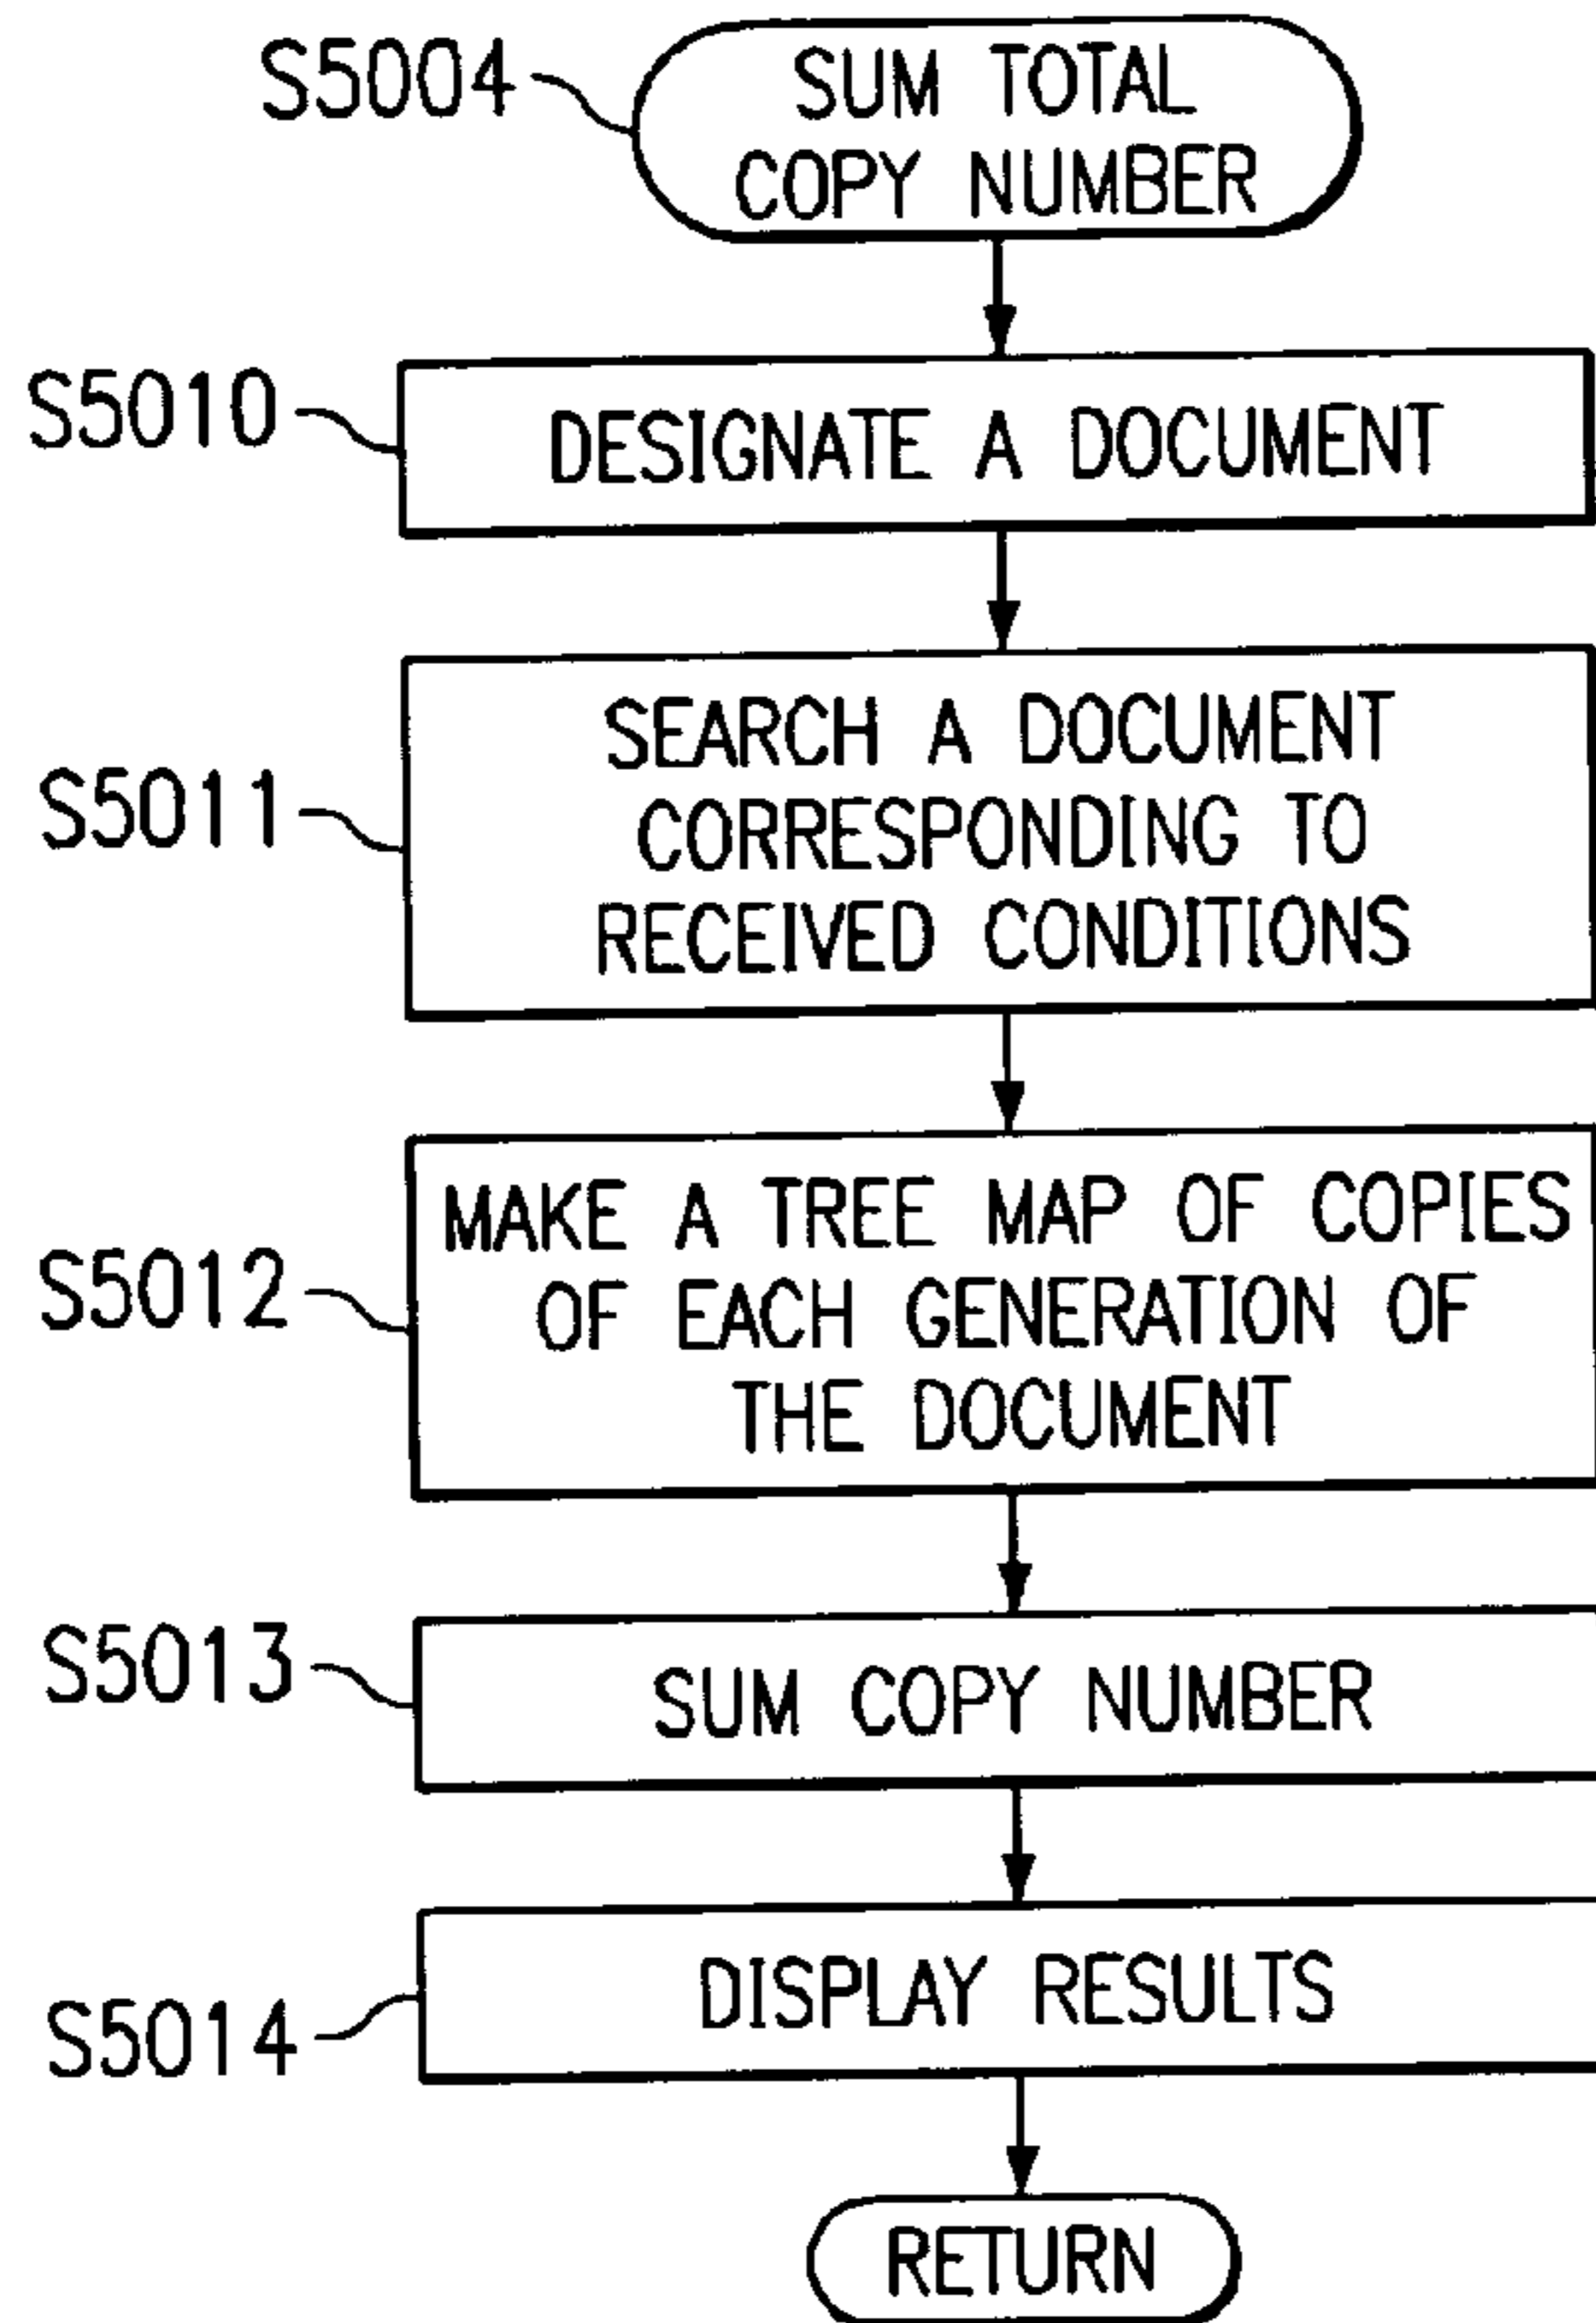 S5004
SUM TOTAL
COPY NUMBER
S5010
DESIGNATE A DOCUMENT
S5011
SEARCH A DOCUMENT
CORRESPONDING TO
RECEIVED CONDITIONS
S5012
MAKE A TREE MAP OF COPIES
OF EACH GENERATION OF
THE DOCUMENT
S5013
SUM COPY NUMBER
S5014
DISPLAY RESULTS
RETURN